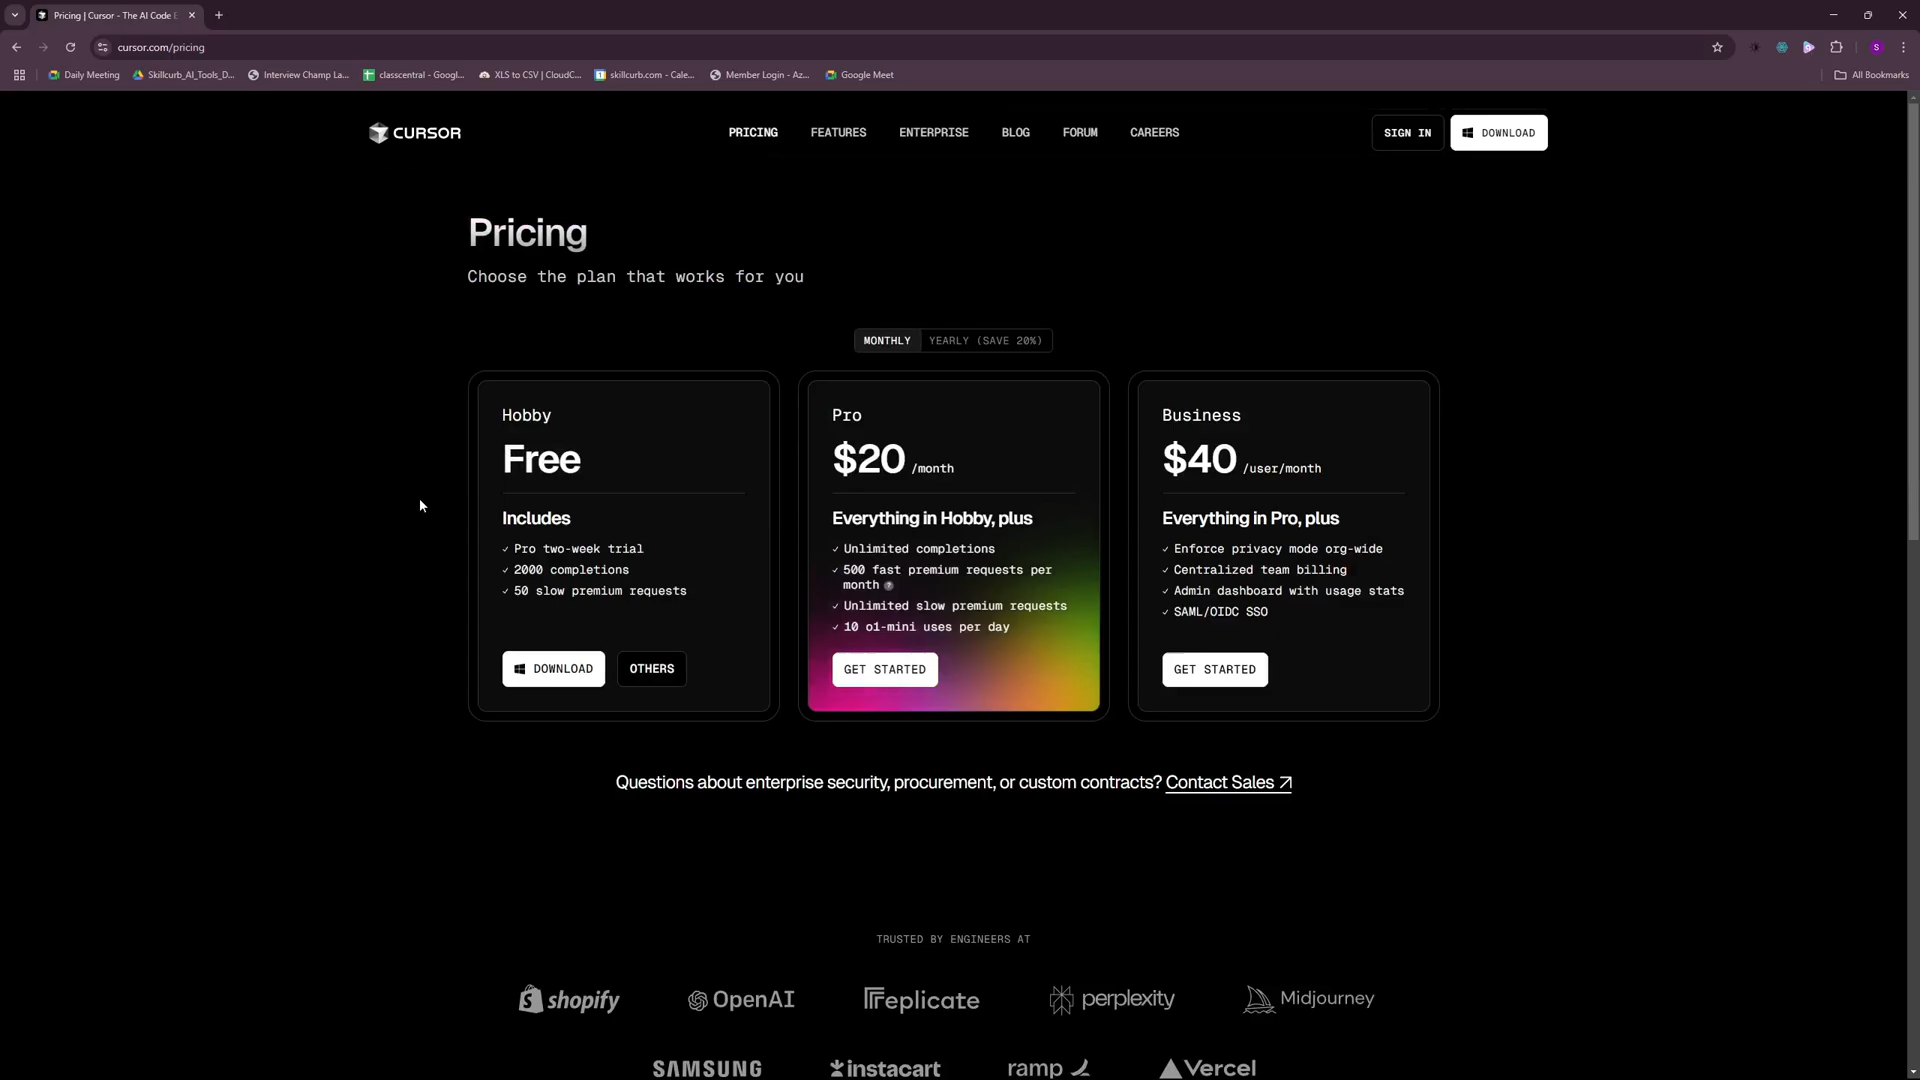 Pricing | Cursor - The AI Code E
cursor.com/pricing
S
Daily Meeting
Skillcurb_AI_Tools_D...
Interview Champ La...
classcentral - Googl...
XLS to CSV | CloudC...
skillcurb.com - Cale...
Member Login - Az...
Google Meet
All Bookmarks
CURSOR
PRICING
FEATURES
ENTERPRISE
BLOG
FORUM
CAREERS
SIGN IN
DOWNLOAD
Pricing
Choose the plan that works for you
MONTHLY
YEARLY (SAVE 20%)
Hobby
Free
Includes
✓ Pro two-week trial
✓ 2000 completions
✓ 50 slow premium requests
DOWNLOAD
OTHERS
Pro
$20 /month
Everything in Hobby, plus
✓ Unlimited completions
✓ 500 fast premium requests per
month ?
✓ Unlimited slow premium requests
✓ 10 o1-mini uses per day
GET STARTED
Business
$40 /user/month
Everything in Pro, plus
✓ Enforce privacy mode org-wide
✓ Centralized team billing
✓ Admin dashboard with usage stats
✓ SAML/OIDC SSO
GET STARTED
Questions about enterprise security, procurement, or custom contracts? Contact Sales ↗
TRUSTED BY ENGINEERS AT
shopify
OpenAI
Replicate
perplexity
Midjourney
SAMSUNG
instacart
ramp
Vercel